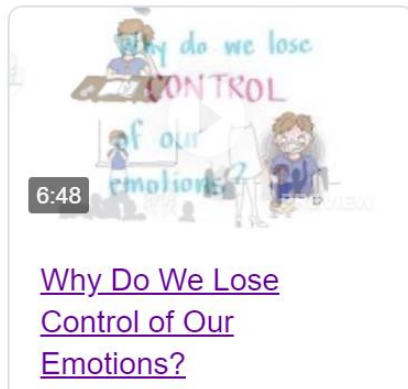 Why do we lose
CONTROL
of our
emotions?
6:48
PREVIEW
Why Do We Lose
Control of Our
Emotions?